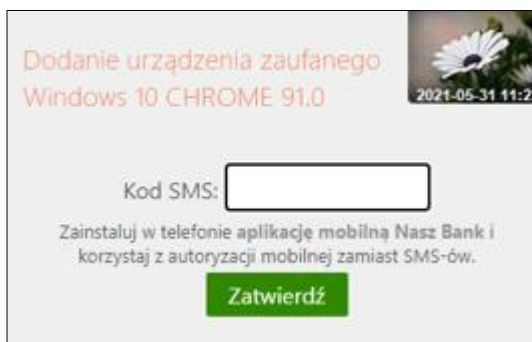 Dodanie urządzenia zaufanego
Windows 10 CHROME 91.0
2021-05-31 11:2
Kod SMS:
Zainstaluj w telefonie aplikację mobilną Nasz Bank i
korzystaj z autoryzacji mobilnej zamiast SMS-ów.
Zatwierdź